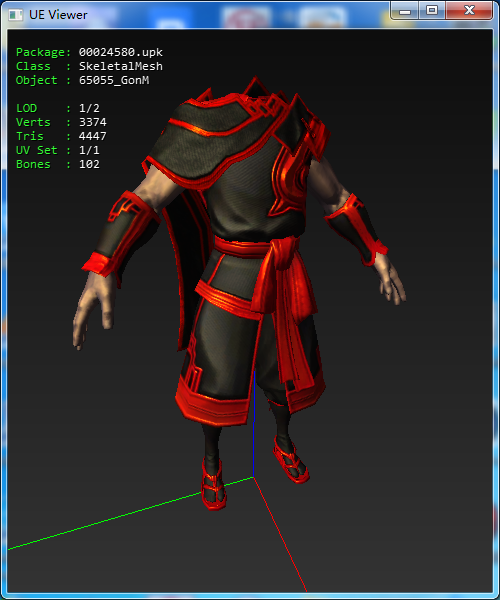 UE Viewer
Package: 00024580.upk
Class : SkeletalMesh
Object : 65055_GonM
LOD : 1/2
Verts : 3374
Tris : 4447
UV Set : 1/1
Bones : 102